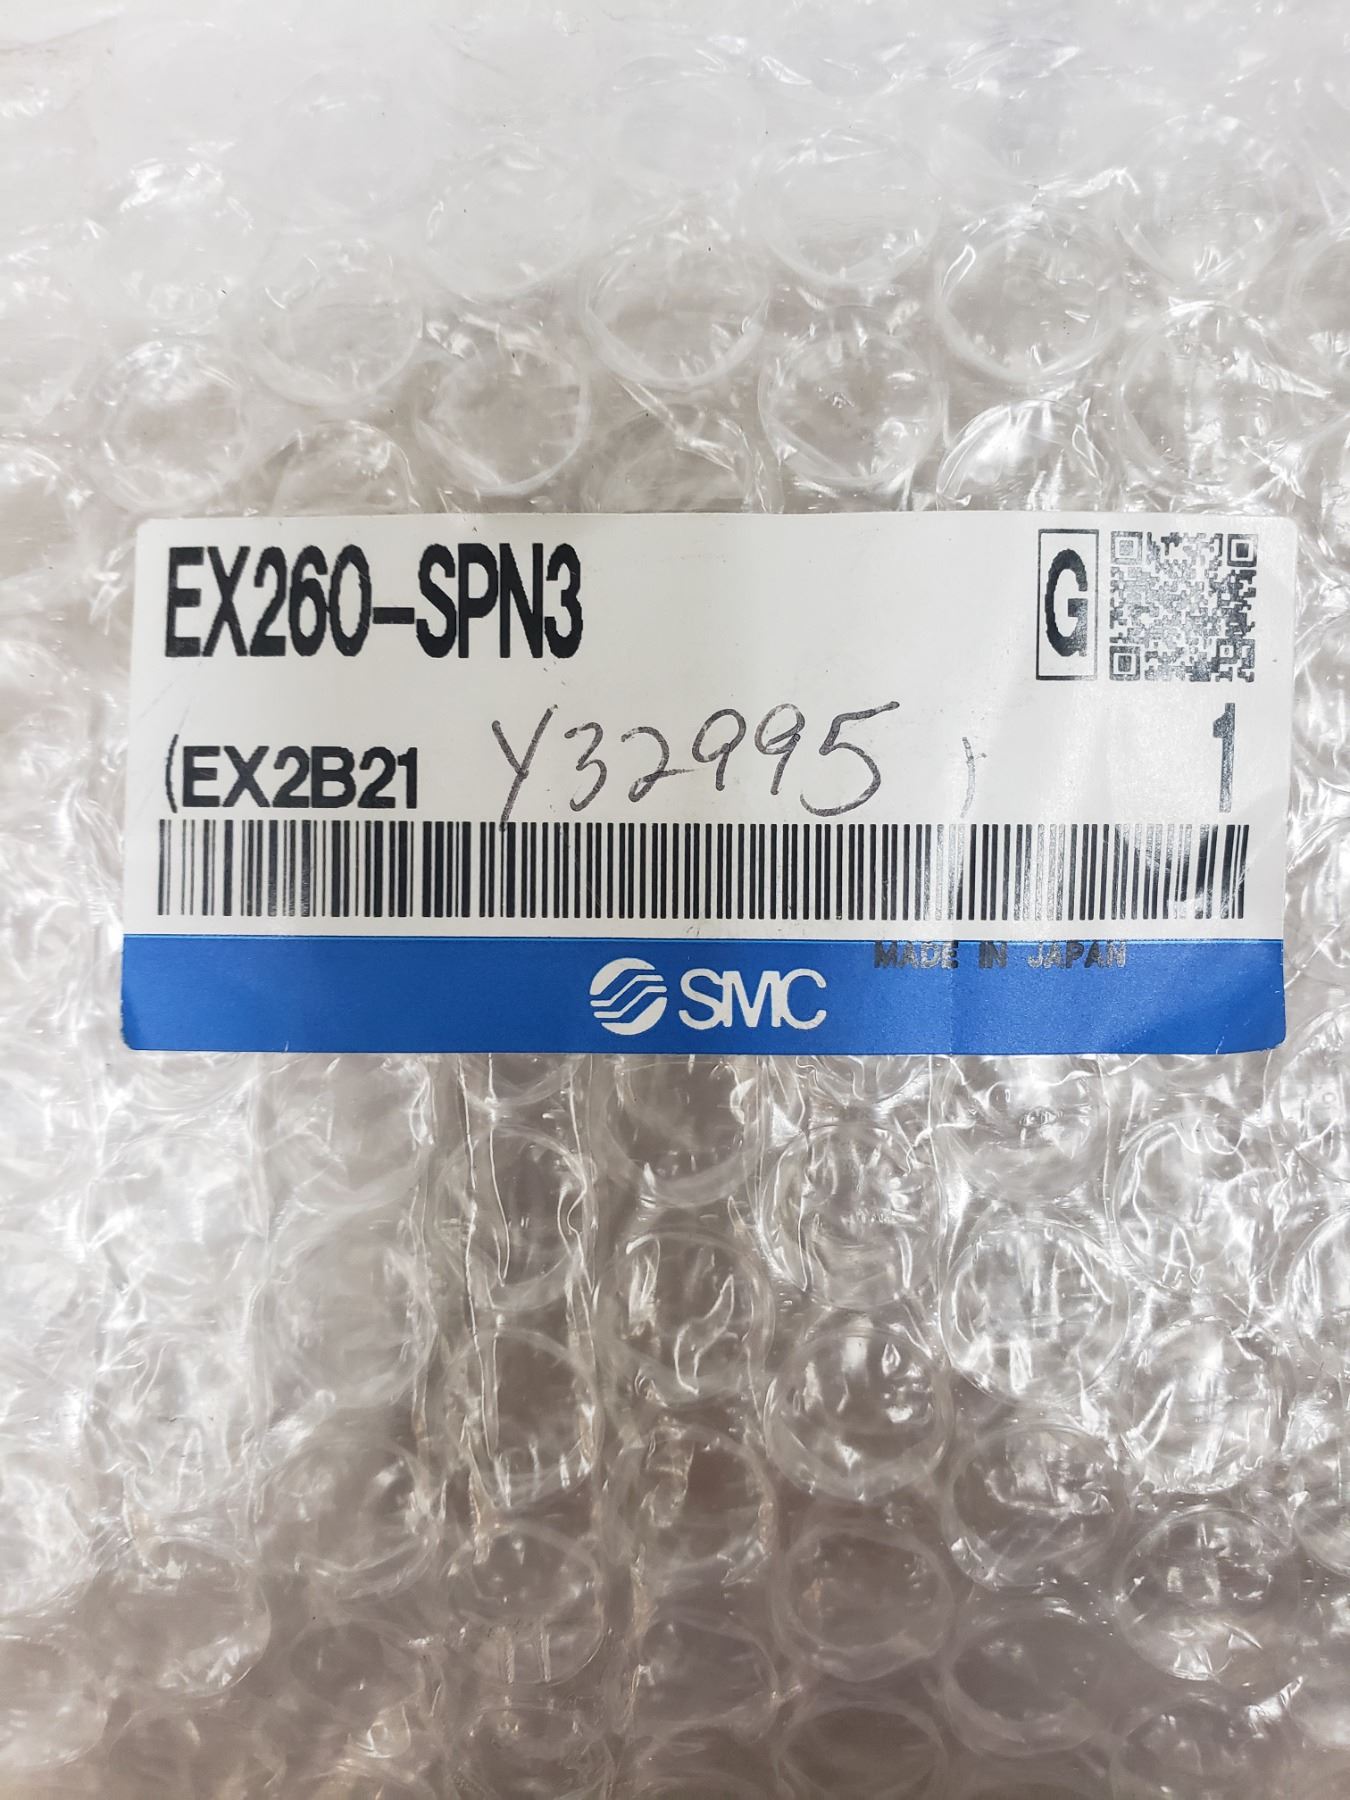 EX260-SPN3 G
(EX2B21 Y32995 ) 1
MADE IN JAPAN
SMC